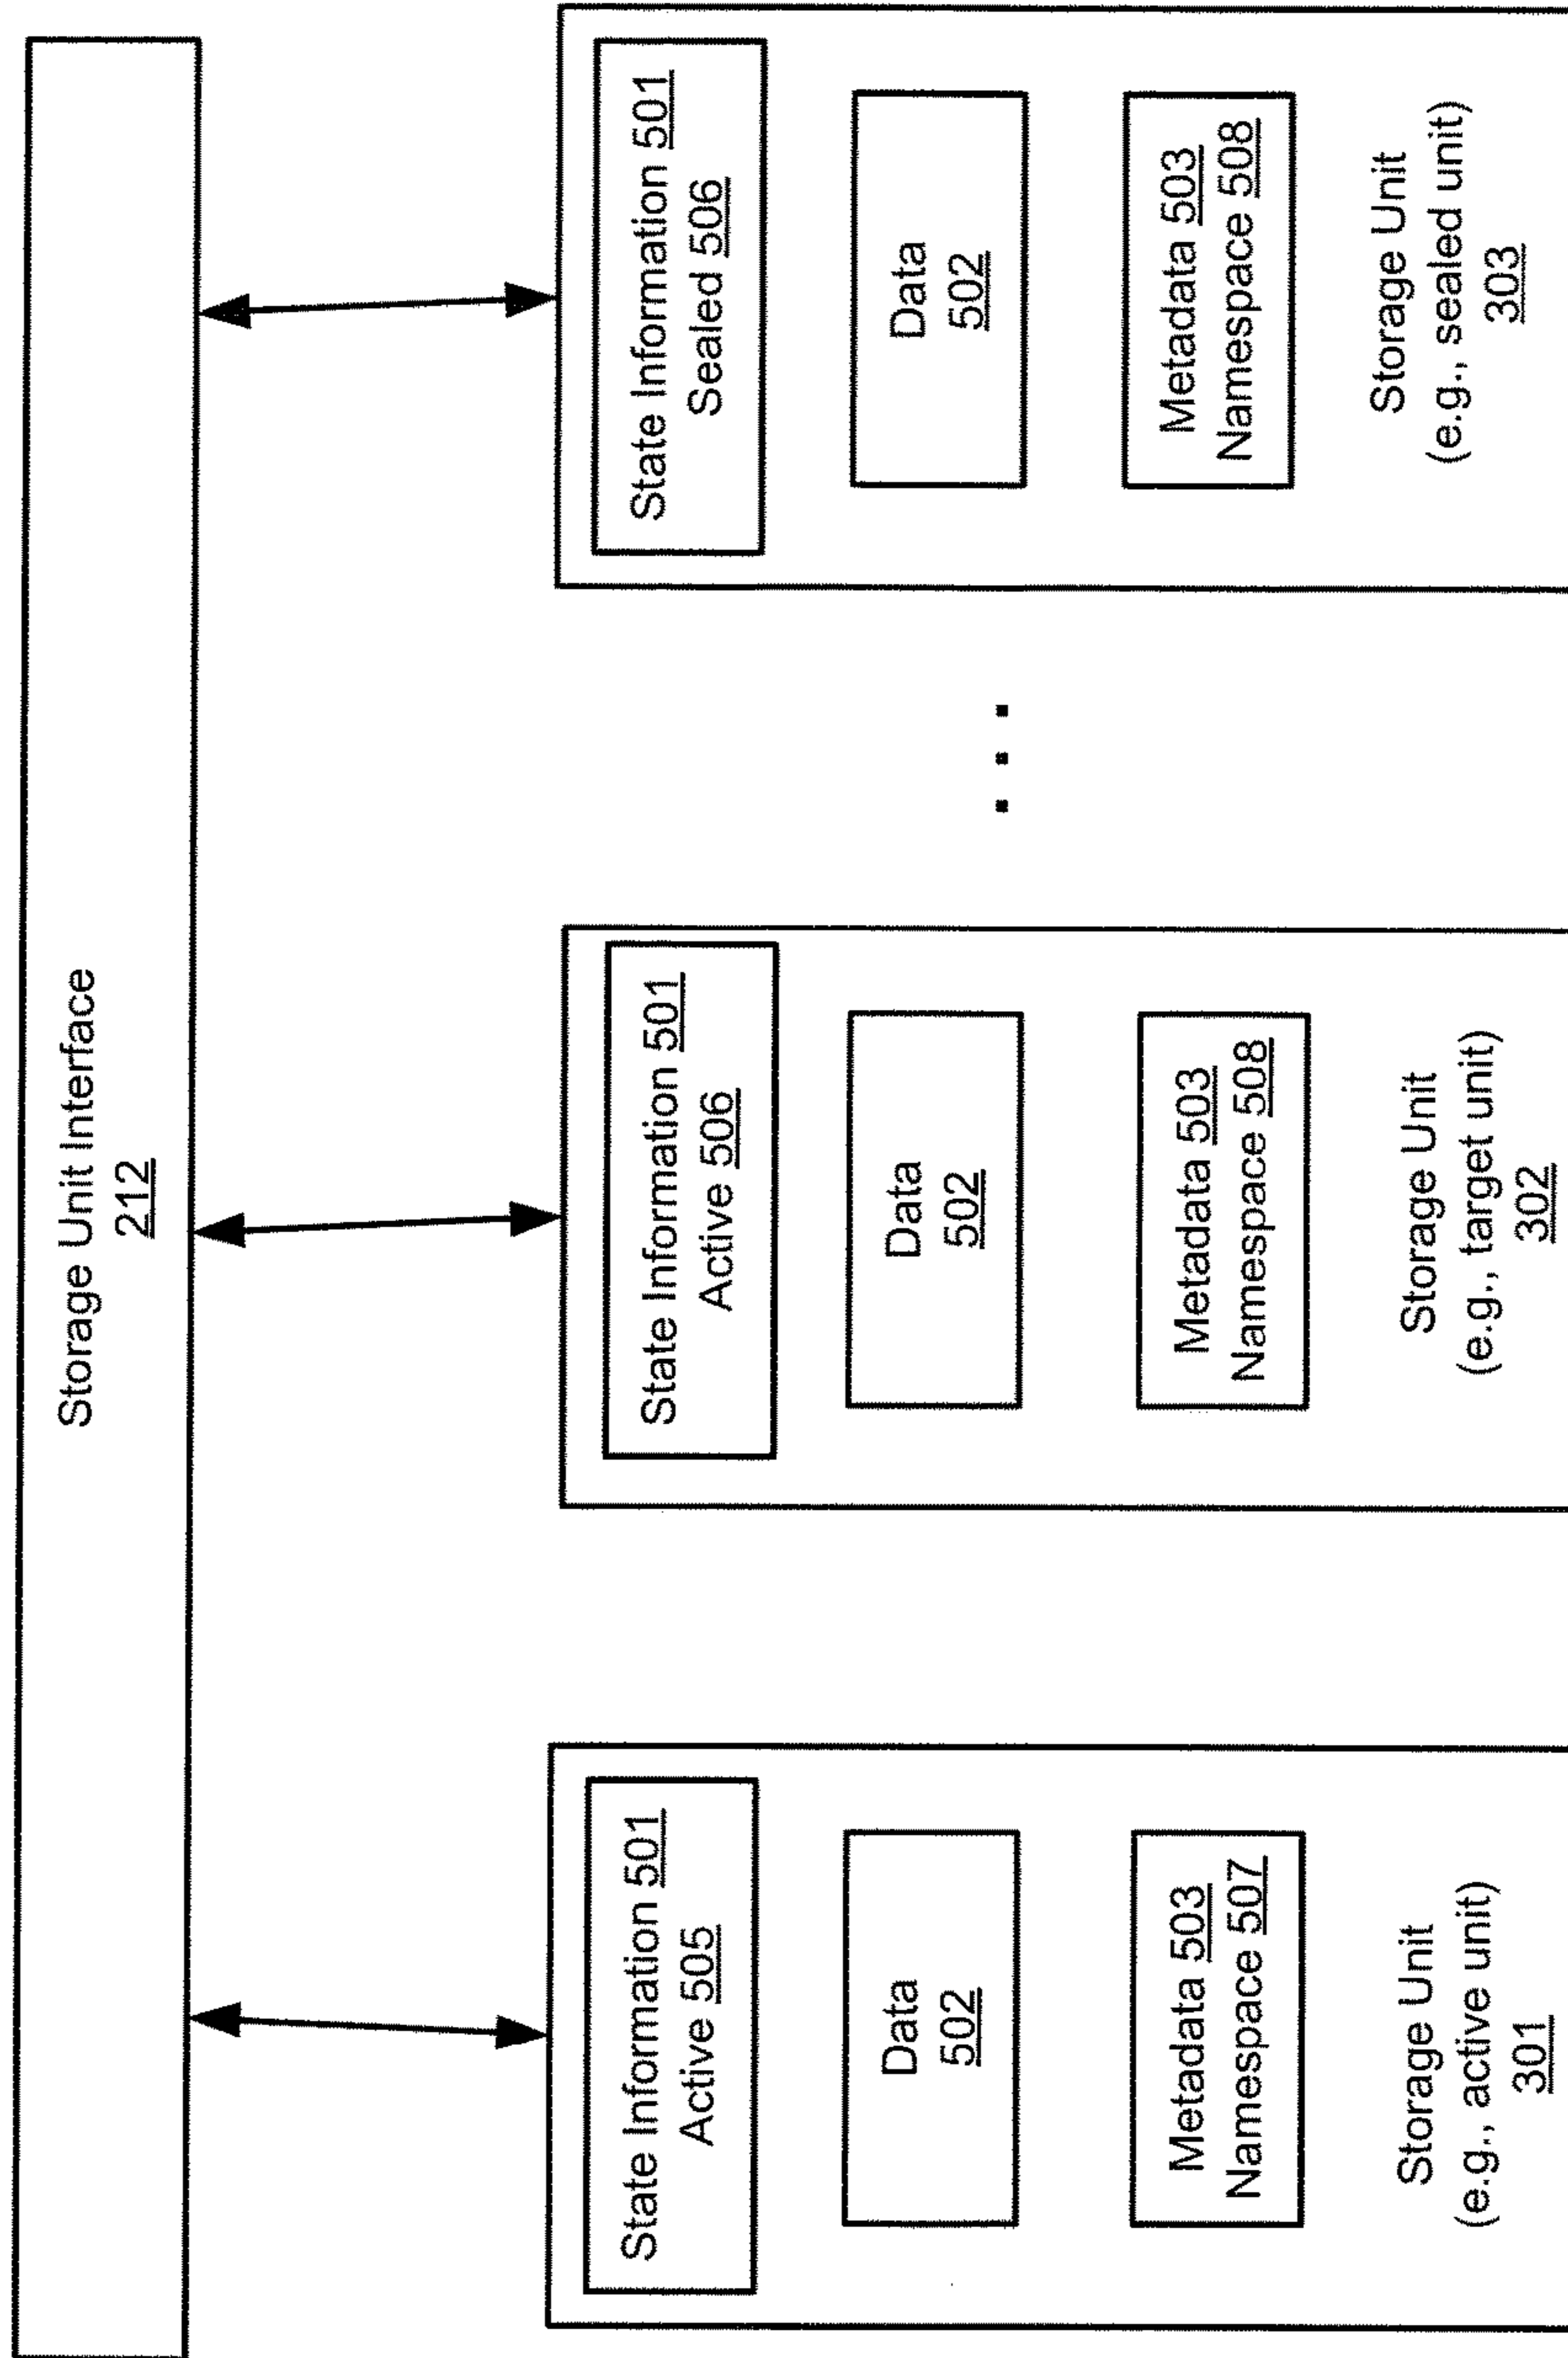 Storage Unit Interface
212
State Information 501
Active 505
Data
502
Metadata 503
Namespace 507
Storage Unit
(e.g., active unit)
301
State Information 501
Active 506
Data
502
Metadata 503
Namespace 508
Storage Unit
(e.g., target unit)
302
State Information 501
Sealed 506
Data
502
Metadata 503
Namespace 508
Storage Unit
(e.g., sealed unit)
303